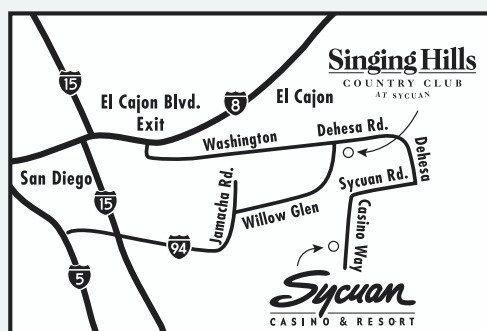 Singing Hills
COUNTRY CLUB
AT SYCUAN
15
El Cajon Blvd.
Exit
8
El Cajon
Washington
Dehesa Rd.
Dehesa
San Diego
15
Jamacha Rd.
Sycuan Rd.
Willow Glen
Casino Way
94
5
Sycuan
CASINO & RESORT